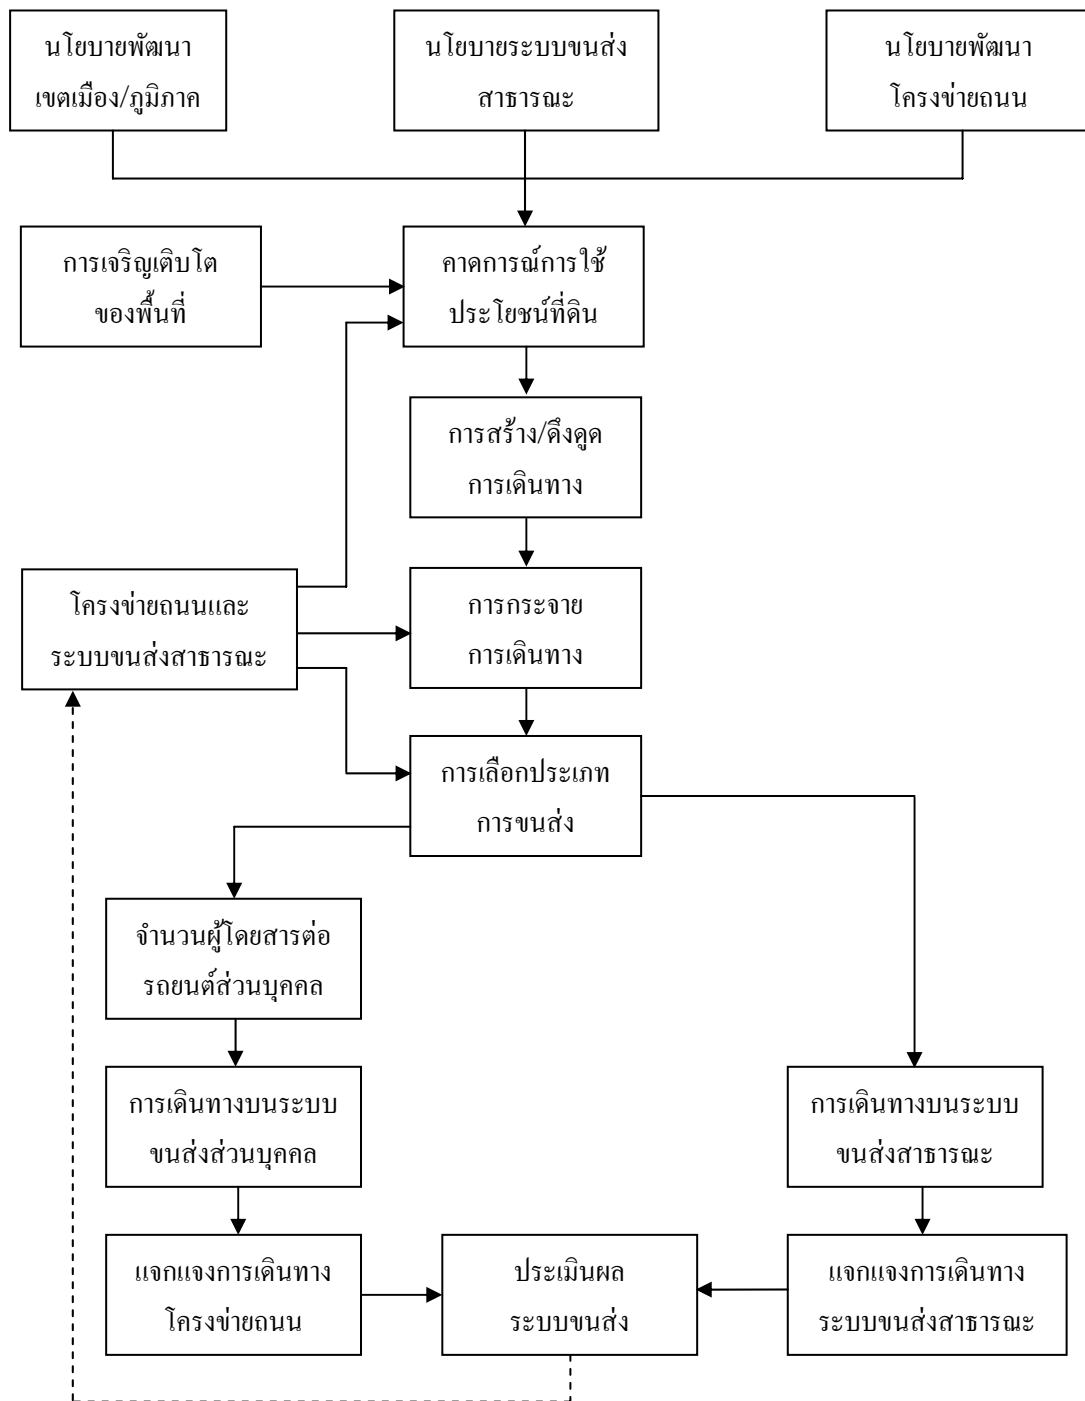 นโยบายพัฒนา
เขตเมือง/ภูมิภาค
นโยบายระบบขนส่ง
สาธารณะ
นโยบายพัฒนา
โครงข่ายถนน
การเจริญเติบโต
ของพื้นที่
คาดการณ์การใช้
ประโยชน์ที่ดิน
การสร้าง/ดึงดูด
การเดินทาง
โครงข่ายถนนและ
ระบบขนส่งสาธารณะ
การกระจาย
การเดินทาง
การเลือกประเภท
การขนส่ง
จำนวนผู้โดยสารต่อ
รถยนต์ส่วนบุคคล
การเดินทางบนระบบ
ขนส่งส่วนบุคคล
การเดินทางบนระบบ
ขนส่งสาธารณะ
แจกแจงการเดินทาง
โครงข่ายถนน
ประเมินผล
ระบบขนส่ง
แจกแจงการเดินทาง
ระบบขนส่งสาธารณะ